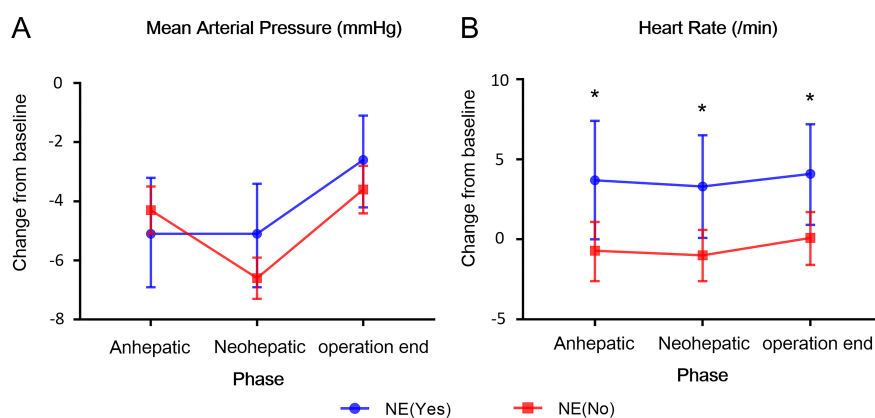 A
Mean Arterial Pressure (mmHg)
Change from baseline
0
-2
-4
-6
-8
Anhepatic Neohepatic operation end
Phase
B
Heart Rate (/min)
Change from baseline
10
5
0
-5
* * *
Anhepatic Neohepatic operation end
Phase
NE(Yes) NE(No)